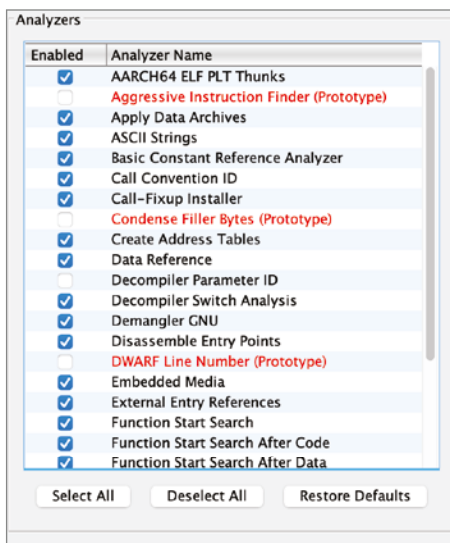 Analyzers
Enabled Analyzer Name
AARCH64 ELF PLT Thunks
Aggressive Instruction Finder (Prototype)
Apply Data Archives
ASCII Strings
Basic Constant Reference Analyzer
Call Convention ID
Call-Fixup Installer
Condense Filler Bytes (Prototype)
Create Address Tables
Data Reference
Decompiler Parameter ID
Decompiler Switch Analysis
Demangler GNU
Disassemble Entry Points
DWARF Line Number (Prototype)
Embedded Media
External Entry References
Function Start Search
Function Start Search After Code
Function Start Search After Data
Select All Deselect All Restore Defaults